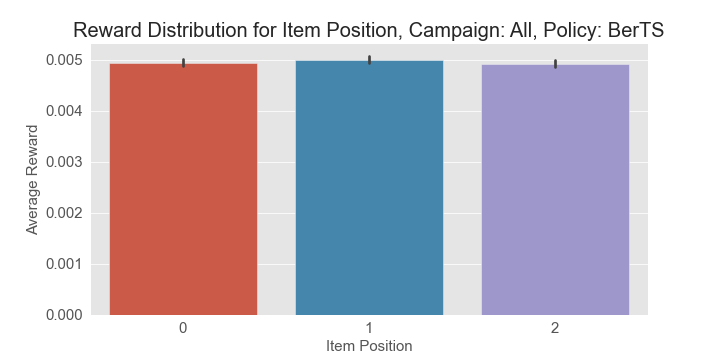 Reward Distribution for Item Position, Campaign: All, Policy: BerTS
0.005
0.004
0.003
0.002
0.001
0.000
Average Reward
0 1 2
Item Position